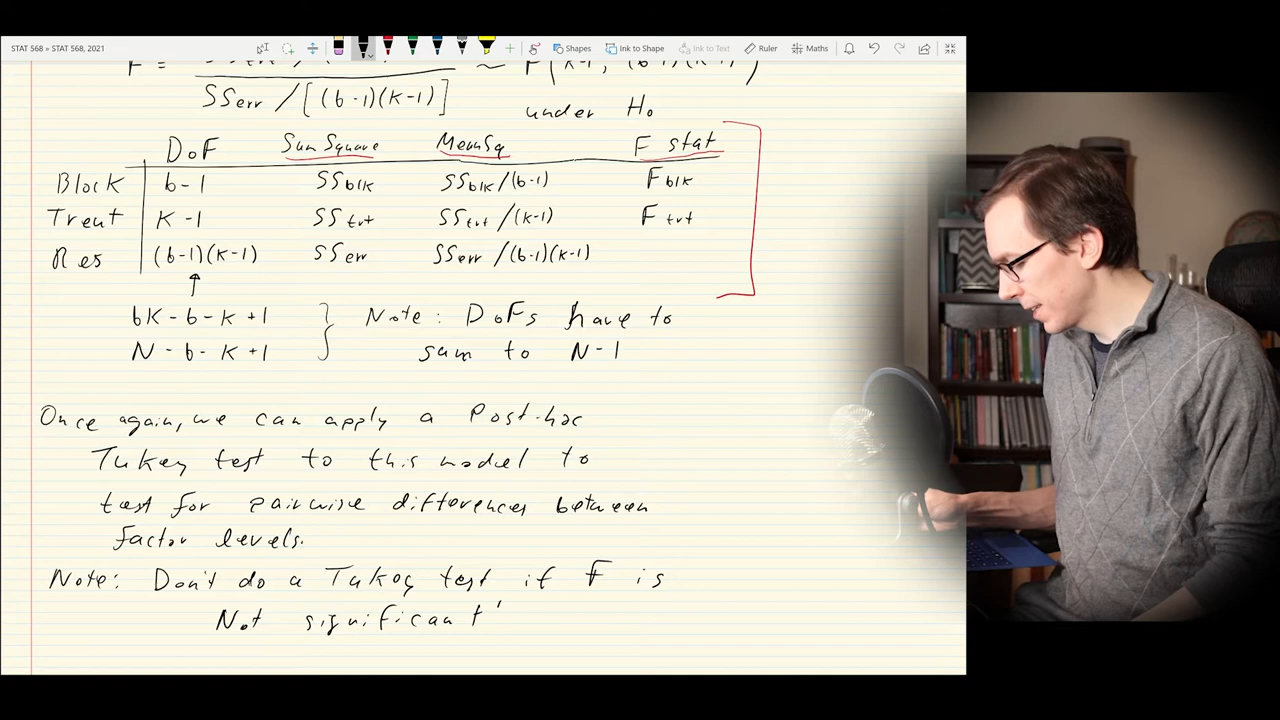 STAT 568 » STAT 568, 2021
Shapes Ink to Shape Ink to Text Ruler Maths
SSerr / [(b-1)(k-1)]
under H₀
DoF Sum Square MeanSq F stat
Block b-1 SSblk SSblk/(b-1) Fblk
Treat k-1 SStrt SStrt/(k-1) Ftrt
Res (b-1)(k-1) SSerr SSerr/(b-1)(k-1)
↑
bk-b-k+1 } Note: DoFs have to
N-b-k+1 sum to N-1
Once again, we can apply a Post-hoc
Tukey test to this model to
test for pairwise differences between
factor levels.
Note: Don't do a Tukey test if F is
Not significant